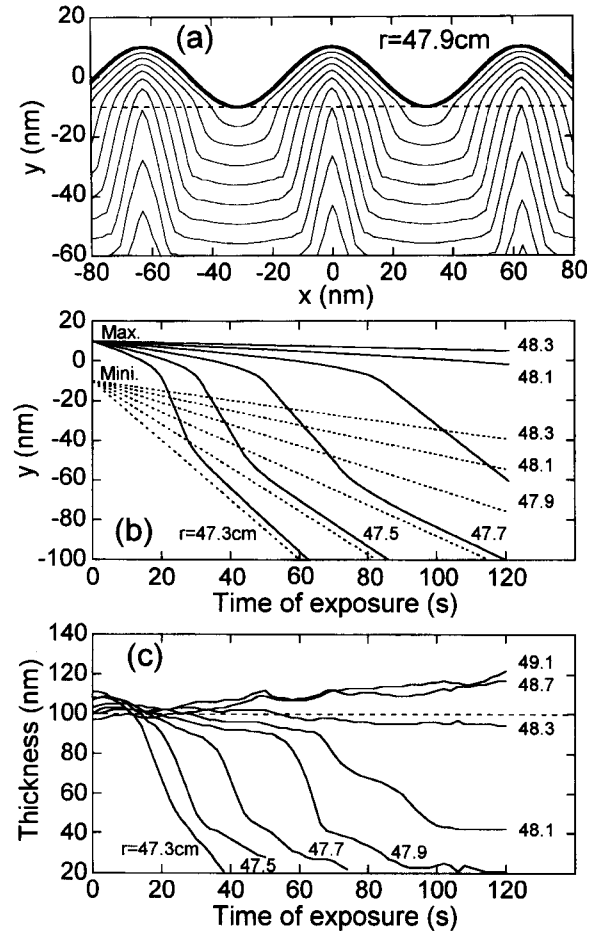 (a)
r=47.9cm
20
0
-20
-40
-60
y (nm)
-80 -60 -40 -20 0 20 40 60 80
x (nm)
20
0
-20
-40
-60
-80
-100
y (nm)
Max.
Mini.
48.3
48.1
48.3
48.1
47.9
r=47.3cm
47.5
47.7
(b)
0 20 40 60 80 100 120
Time of exposure (s)
140
120
100
80
60
40
20
Thickness (nm)
(c)
49.1
48.7
48.3
48.1
r=47.3cm
47.5
47.7
47.9
0 20 40 60 80 100 120
Time of exposure (s)